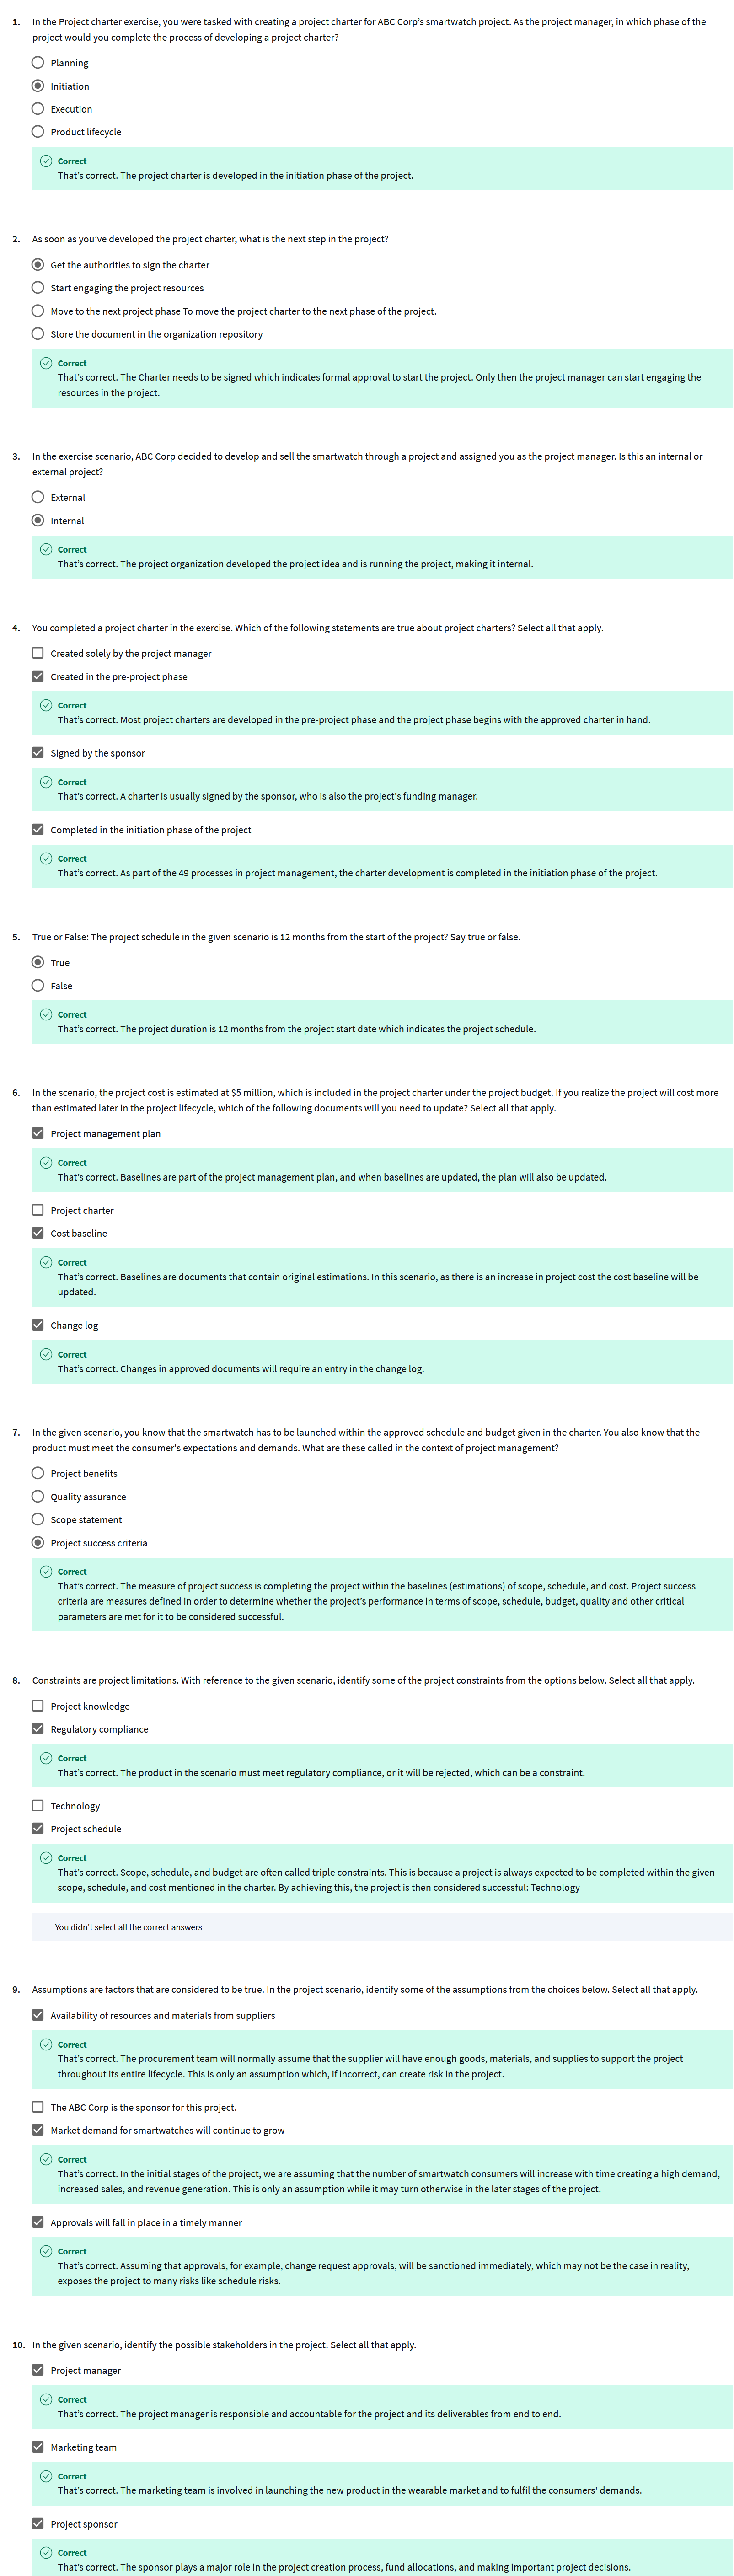 1. In the Project charter exercise, you were tasked with creating a project charter for ABC Corp's smartwatch project. As the project manager, in which phase of the
project would you complete the process of developing a project charter?
Planning
Initiation
Execution
Product lifecycle
Correct
That's correct. The project charter is developed in the initiation phase of the project.
2. As soon as you've developed the project charter, what is the next step in the project?
Get the authorities to sign the charter
Start engaging the project resources
Move to the next project phase To move the project charter to the next phase of the project.
Store the document in the organization repository
Correct
That's correct. The Charter needs to be signed which indicates formal approval to start the project. Only then the project manager can start engaging the
resources in the project.
3. In the exercise scenario, ABC Corp decided to develop and sell the smartwatch through a project and assigned you as the project manager. Is this an internal or
external project?
External
Internal
Correct
That's correct. The project organization developed the project idea and is running the project, making it internal.
4. You completed a project charter in the exercise. Which of the following statements are true about project charters? Select all that apply.
Created solely by the project manager
Created in the pre-project phase
Correct
That's correct. Most project charters are developed in the pre-project phase and the project phase begins with the approved charter in hand.
Signed by the sponsor
Correct
That's correct. A charter is usually signed by the sponsor, who is also the project's funding manager.
Completed in the initiation phase of the project
Correct
That's correct. As part of the 49 processes in project management, the charter development is completed in the initiation phase of the project.
5. True or False: The project schedule in the given scenario is 12 months from the start of the project? Say true or false.
True
False
Correct
That's correct. The project duration is 12 months from the project start date which indicates the project schedule.
6. In the scenario, the project cost is estimated at $5 million, which is included in the project charter under the project budget. If you realize the project will cost more
than estimated later in the project lifecycle, which of the following documents will you need to update? Select all that apply.
Project management plan
Correct
That's correct. Baselines are part of the project management plan, and when baselines are updated, the plan will also be updated.
Project charter
Cost baseline
Correct
That's correct. Baselines are documents that contain original estimations. In this scenario, as there is an increase in project cost the cost baseline will be
updated.
Change log
Correct
That's correct. Changes in approved documents will require an entry in the change log.
7. In the given scenario, you know that the smartwatch has to be launched within the approved schedule and budget given in the charter. You also know that the
product must meet the consumer's expectations and demands. What are these called in the context of project management?
Project benefits
Quality assurance
Scope statement
Project success criteria
Correct
That's correct. The measure of project success is completing the project within the baselines (estimations) of scope, schedule, and cost. Project success
criteria are measures defined in order to determine whether the project's performance in terms of scope, schedule, budget, quality and other critical
parameters are met for it to be considered successful.
8. Constraints are project limitations. With reference to the given scenario, identify some of the project constraints from the options below. Select all that apply.
Project knowledge
Regulatory compliance
Correct
That's correct. The product in the scenario must meet regulatory compliance, or it will be rejected, which can be a constraint.
Technology
Project schedule
Correct
That's correct. Scope, schedule, and budget are often called triple constraints. This is because a project is always expected to be completed within the given
scope, schedule, and cost mentioned in the charter. By achieving this, the project is then considered successful: Technology
You didn't select all the correct answers
9. Assumptions are factors that are considered to be true. In the project scenario, identify some of the assumptions from the choices below. Select all that apply.
Availability of resources and materials from suppliers
Correct
That's correct. The procurement team will normally assume that the supplier will have enough goods, materials, and supplies to support the project
throughout its entire lifecycle. This is only an assumption which, if incorrect, can create risk in the project.
The ABC Corp is the sponsor for this project.
Market demand for smartwatches will continue to grow
Correct
That's correct. In the initial stages of the project, we are assuming that the number of smartwatch consumers will increase with time creating a high demand,
increased sales, and revenue generation. This is only an assumption while it may turn otherwise in the later stages of the project.
Approvals will fall in place in a timely manner
Correct
That's correct. Assuming that approvals, for example, change request approvals, will be sanctioned immediately, which may not be the case in reality,
exposes the project to many risks like schedule risks.
10. In the given scenario, identify the possible stakeholders in the project. Select all that apply.
Project manager
Correct
That's correct. The project manager is responsible and accountable for the project and its deliverables from end to end.
Marketing team
Correct
That's correct. The marketing team is involved in launching the new product in the wearable market and to fulfil the consumers' demands.
Project sponsor
Correct
That's correct. The sponsor plays a major role in the project creation process, fund allocations, and making important project decisions.